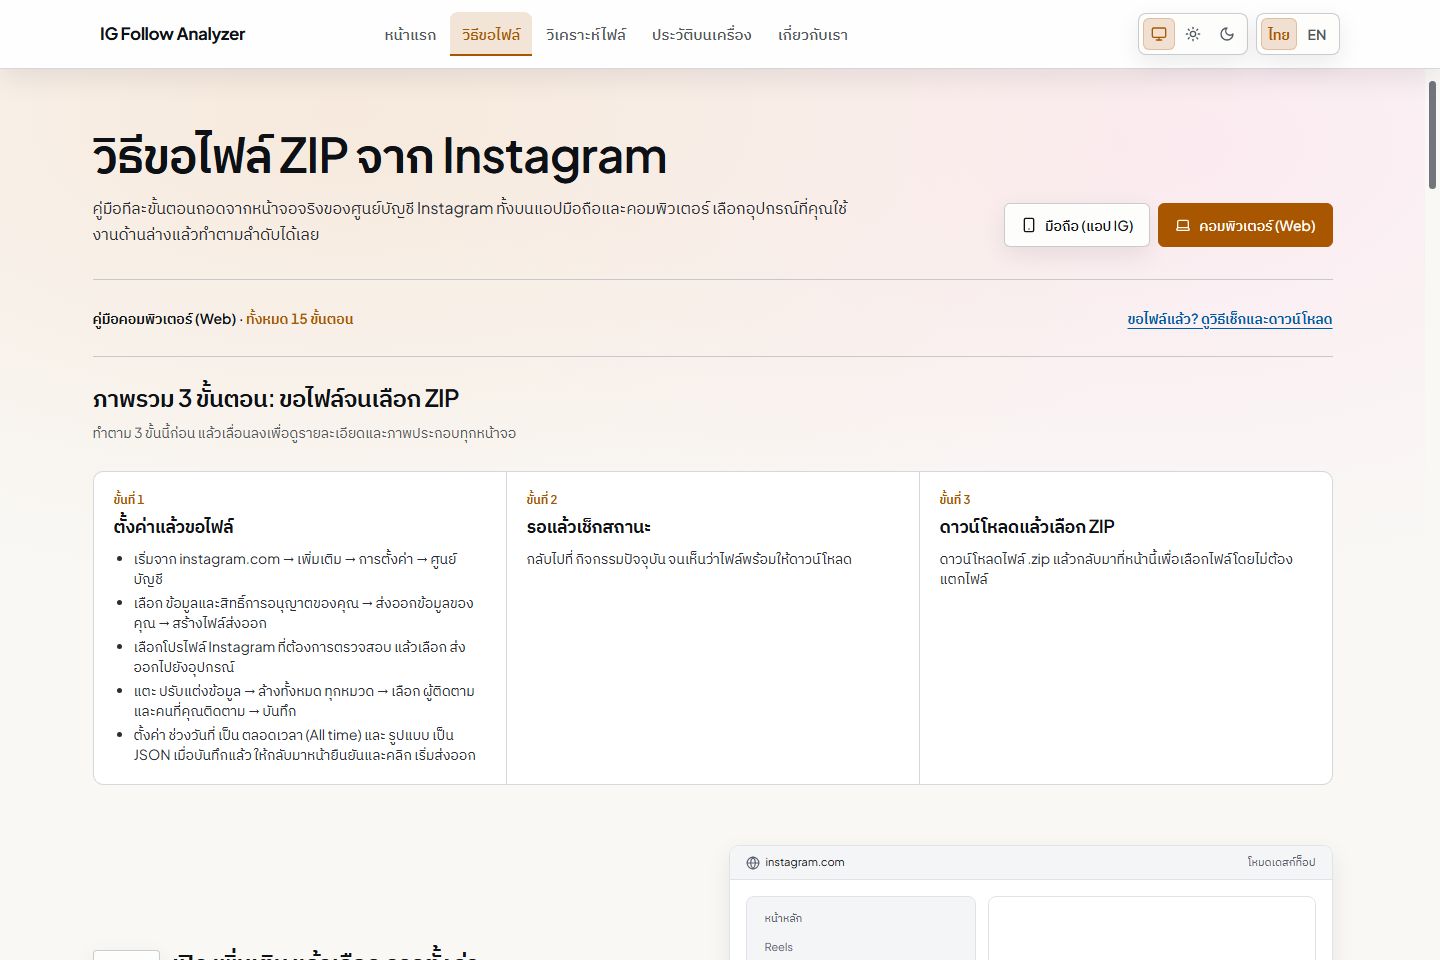 IG Follow Analyzer
หน้าแรก
วิธีขอไฟล์
วิเคราะห์ไฟล์
ประวัติบนเครื่อง
เกี่ยวกับเรา
ไทย
EN
วิธีขอไฟล์ ZIP จาก Instagram
คู่มือทีละขั้นตอนถอดจากหน้าจอจริงของศูนย์บัญชี Instagram ทั้งบนแอปมือถือและคอมพิวเตอร์ เลือกอุปกรณ์ที่คุณใช้
งานด้านล่างแล้วทำตามลำดับได้เลย
มือถือ (แอป IG)
คอมพิวเตอร์ (Web)
คู่มือคอมพิวเตอร์ (Web) · ทั้งหมด 15 ขั้นตอน
ขอไฟล์แล้ว? ดูวิธีเช็กและดาวน์โหลด
ภาพรวม 3 ขั้นตอน: ขอไฟล์จนเลือก ZIP
ทำตาม 3 ขั้นนี้ก่อน แล้วเลื่อนลงเพื่อดูรายละเอียดและภาพประกอบทุกหน้าจอ
ขั้นที่ 1
ตั้งค่าแล้วขอไฟล์
เริ่มจาก instagram.com → เพิ่มเติม → การตั้งค่า → ศูนย์
บัญชี
เลือก ข้อมูลและสิทธิ์การอนุญาตของคุณ → ส่งออกข้อมูลของ
คุณ → สร้างไฟล์ส่งออก
เลือกโปรไฟล์ Instagram ที่ต้องการตรวจสอบ แล้วเลือก ส่ง
ออกไปยังอุปกรณ์
แตะ ปรับแต่งข้อมูล → ล้างทั้งหมด ทุกหมวด → เลือก ผู้ติดตาม
และคนที่คุณติดตาม → บันทึก
ตั้งค่า ช่วงวันที่ เป็น ตลอดเวลา (All time) และ รูปแบบ เป็น
JSON เมื่อบันทึกแล้ว ให้กลับมาหน้ายืนยันและคลิก เริ่มส่งออก
ขั้นที่ 2
รอแล้วเช็กสถานะ
กลับไปที่ กิจกรรมปัจจุบัน จนเห็นว่าไฟล์พร้อมให้ดาวน์โหลด
ขั้นที่ 3
ดาวน์โหลดแล้วเลือก ZIP
ดาวน์โหลดไฟล์ .zip แล้วกลับมาที่หน้านี้เพื่อเลือกไฟล์โดยไม่ต้อง
แตกไฟล์
instagram.com
โหมดเดสก์ท็อป
หน้าหลัก
Reels